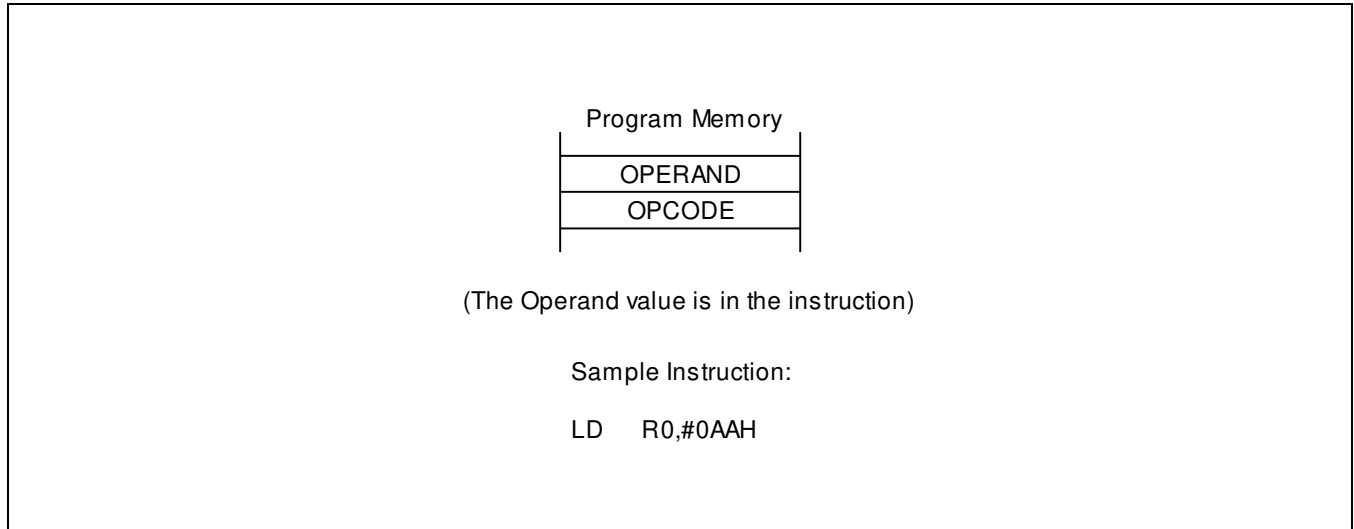 Program Memory
OPERAND
OPCODE
(The Operand value is in the instruction)
Sample Instruction:
LD R0,#0AAH